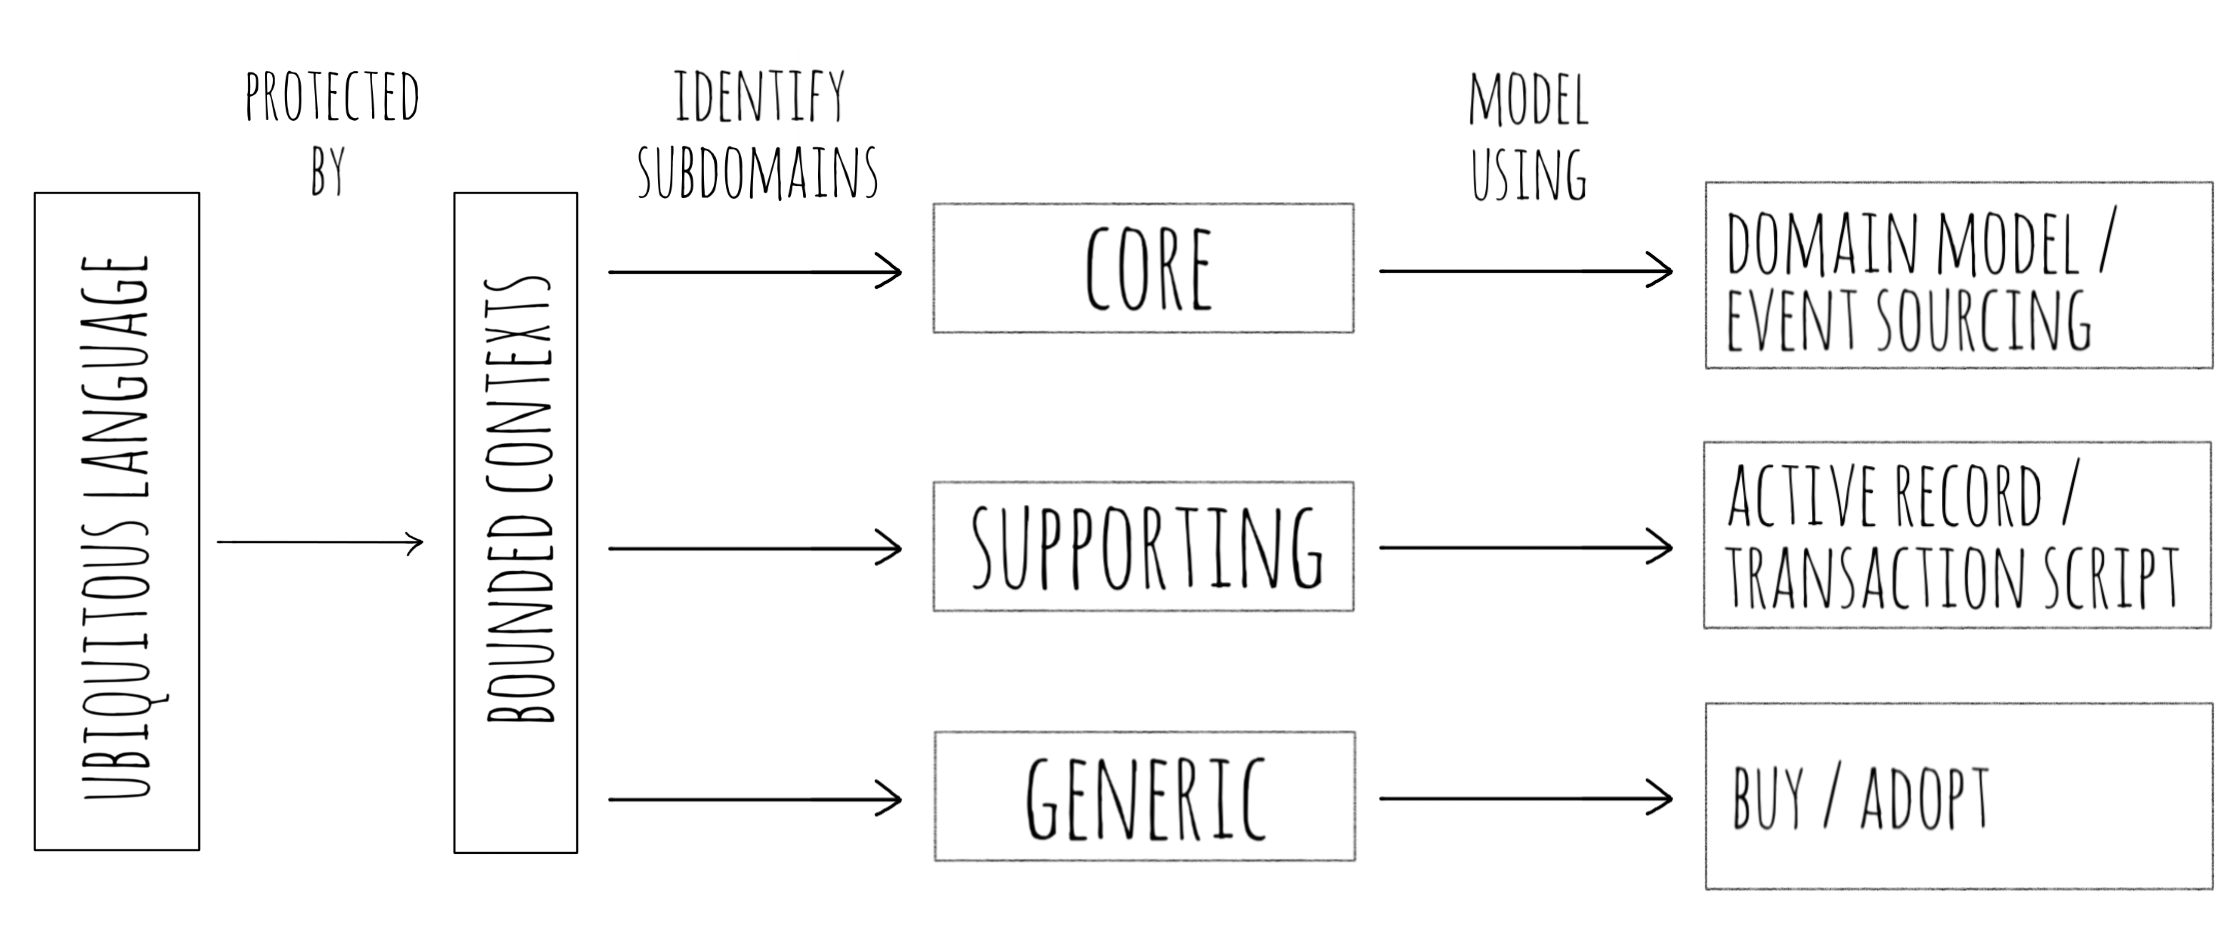 PROTECTED
BY
IDENTIFY
SUBDOMAINS
MODEL
USING
UBIQUITOUS LANGUAGE
BOUNDED CONTEXTS
CORE
DOMAIN MODEL /
EVENT SOURCING
SUPPORTING
ACTIVE RECORD /
TRANSACTION SCRIPT
GENERIC
BUY / ADOPT